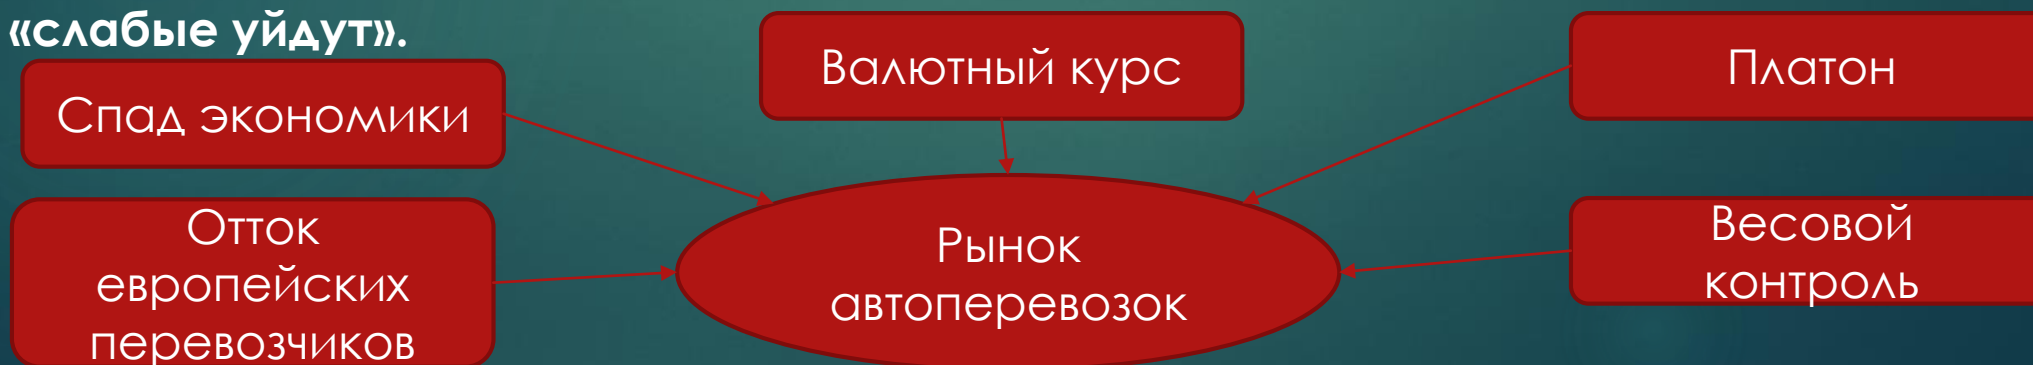 «слабые уйдут».
Спад экономики
Валютный курс
Платон
Отток
европейских
перевозчиков
Рынок
автоперевозок
Весовой
контроль